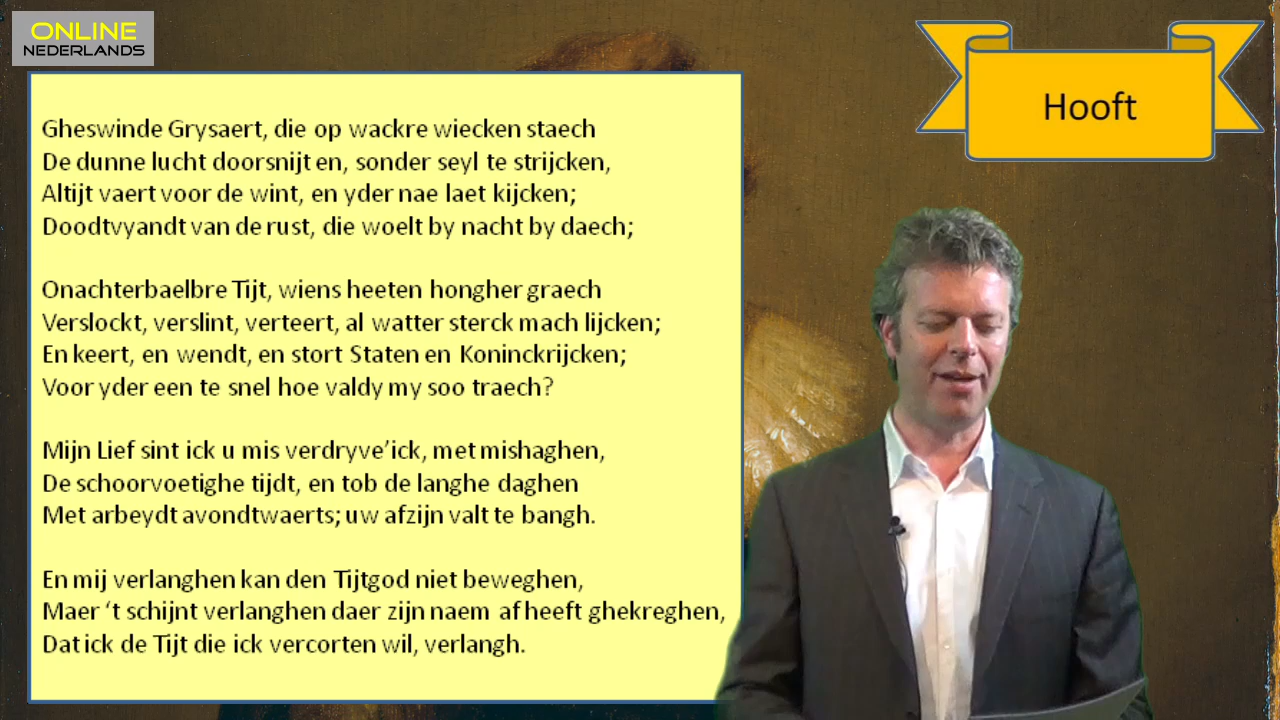 ONLINE
NEDERLANDS
Hooft
Gheswinde Grysaert, die op wackre wiecken staech
De dunne lucht doorsnijt en, sonder seyl te strijcken,
Altijt vaert voor de wint, en yder nae laet kijcken;
Doodtvyandt van de rust, die woelt by nacht by daech;
Onachterbaelbre Tijt, wiens heeten hongher graech
Verslockt, verslint, verteert, al watter sterck mach lijcken;
En keert, en wendt, en stort Staten en Koninckrijcken;
Voor yder een te snel hoe valdy my soo traech?
Mijn Lief sint ick u mis verdryve’ick, met mishaghen,
De schoorvoetighe tijdt, en tob de langhe daghen
Met arbeydt avondtwaerts; uw afzijn valt te bangh.
En mij verlanghen kan den Tijtgod niet beweghen,
Maer ‘t schijnt verlanghen daer zijn naem af heeft ghekreghen,
Dat ick de Tijt die ick vercorten wil, verlangh.